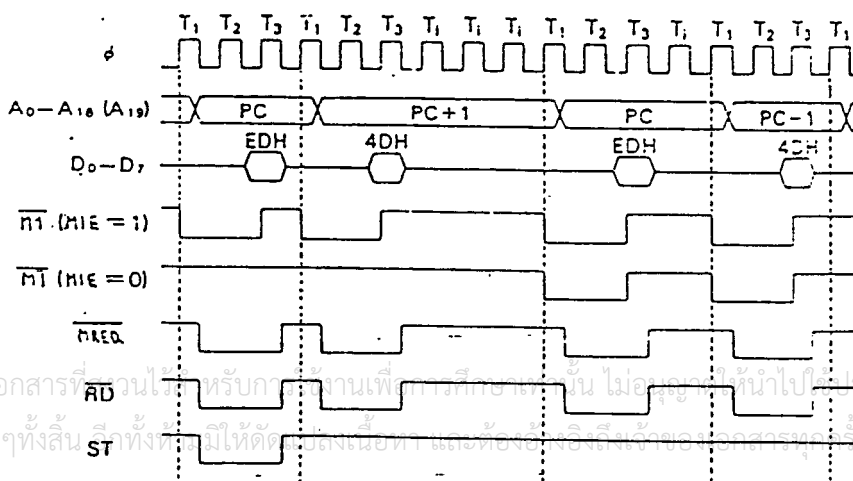 T₁ T₂ T₃ T₁ T₂ T₃ Tᵢ Tᵢ Tᵢ T₁ T₂ T₃ Tᵢ T₁ T₂ T₃ T₁
φ
A₀–A₁₈ (A₁₉) PC PC+1 PC PC-1
EDH 4DH EDH 4DH
D₀–D₇
M̅1̅ (M1E = 1)
M̅1̅ (M1E = 0)
M̅R̅E̅Q̅
อกสารที่สงวนไว้สำหรับการใช้งานเพื่อการศึกษาเท่านั้น ไม่อนุญาตให้นำไปใช้ป
R̅D̅
ๆทั้งสิ้น อีกทั้งห้ามมิให้ดัดแปลงเนื้อหา และต้องอ้างอิงถึงเจ้าของเอกสารทุกครั้
ST